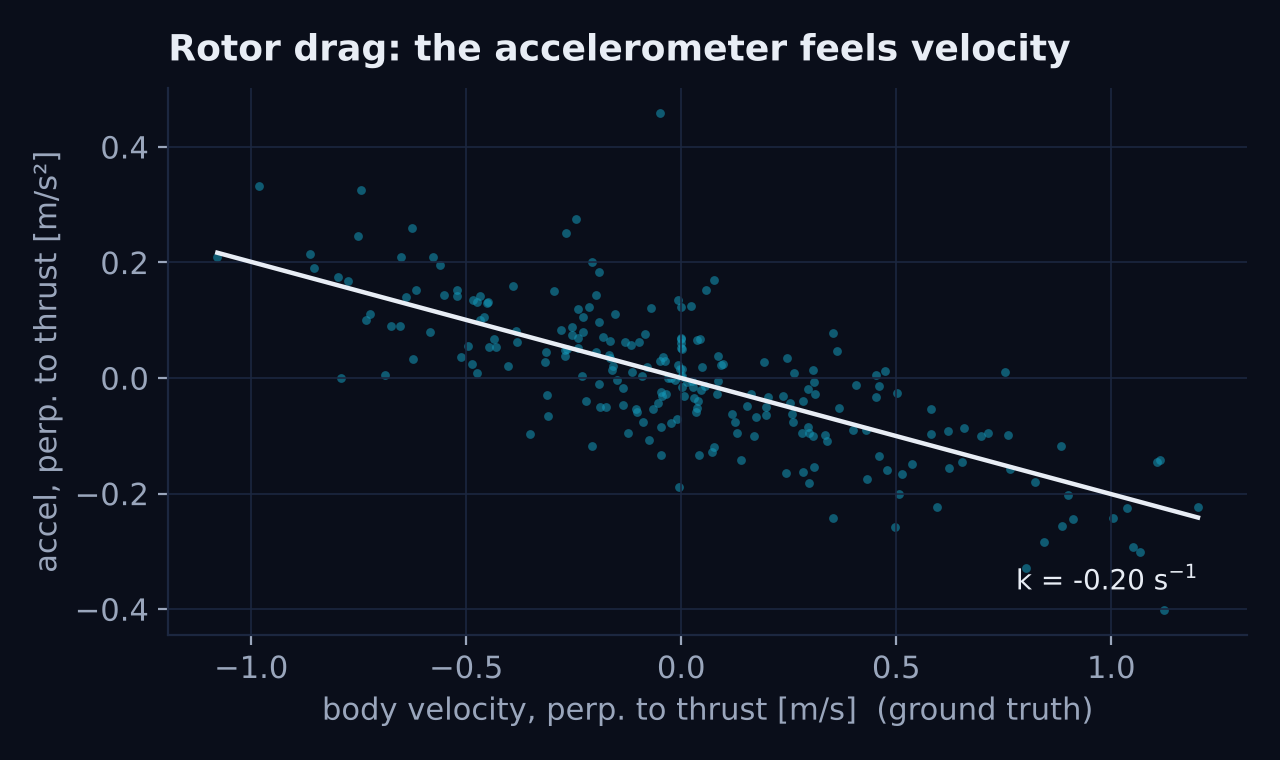 Rotor drag: the accelerometer feels velocity
accel, perp. to thrust [m/s²]
0.4
0.2
0.0
−0.2
−0.4
k = -0.20 s⁻¹
−1.0
−0.5
0.0
0.5
1.0
body velocity, perp. to thrust [m/s]  (ground truth)